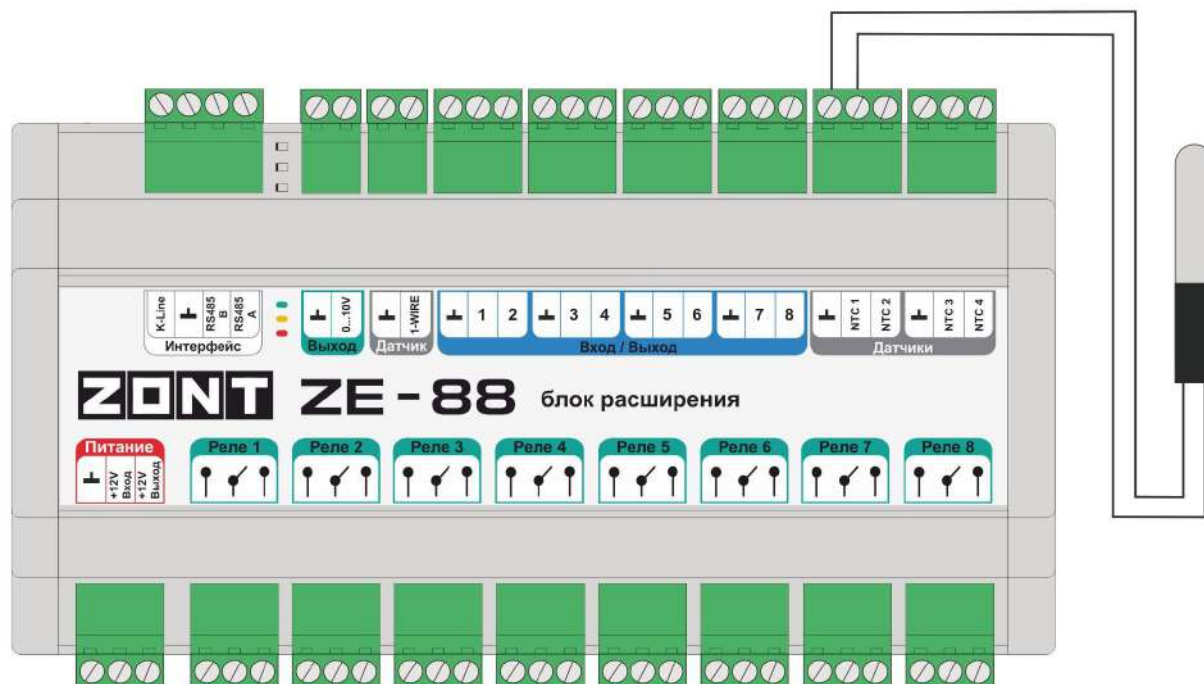 K-Line
RS485 B
RS485 A
Интерфейс
0...10V
Выход
1-WIRE
Датчик
1 2 3 4 5 6 7 8
Вход / Выход
NTC 1
NTC 2
NTC 3
NTC 4
Датчики
ZONT ZE-88 блок расширения
Питание
+12V Вход
+12V Выход
Реле 1 Реле 2 Реле 3 Реле 4 Реле 5 Реле 6 Реле 7 Реле 8